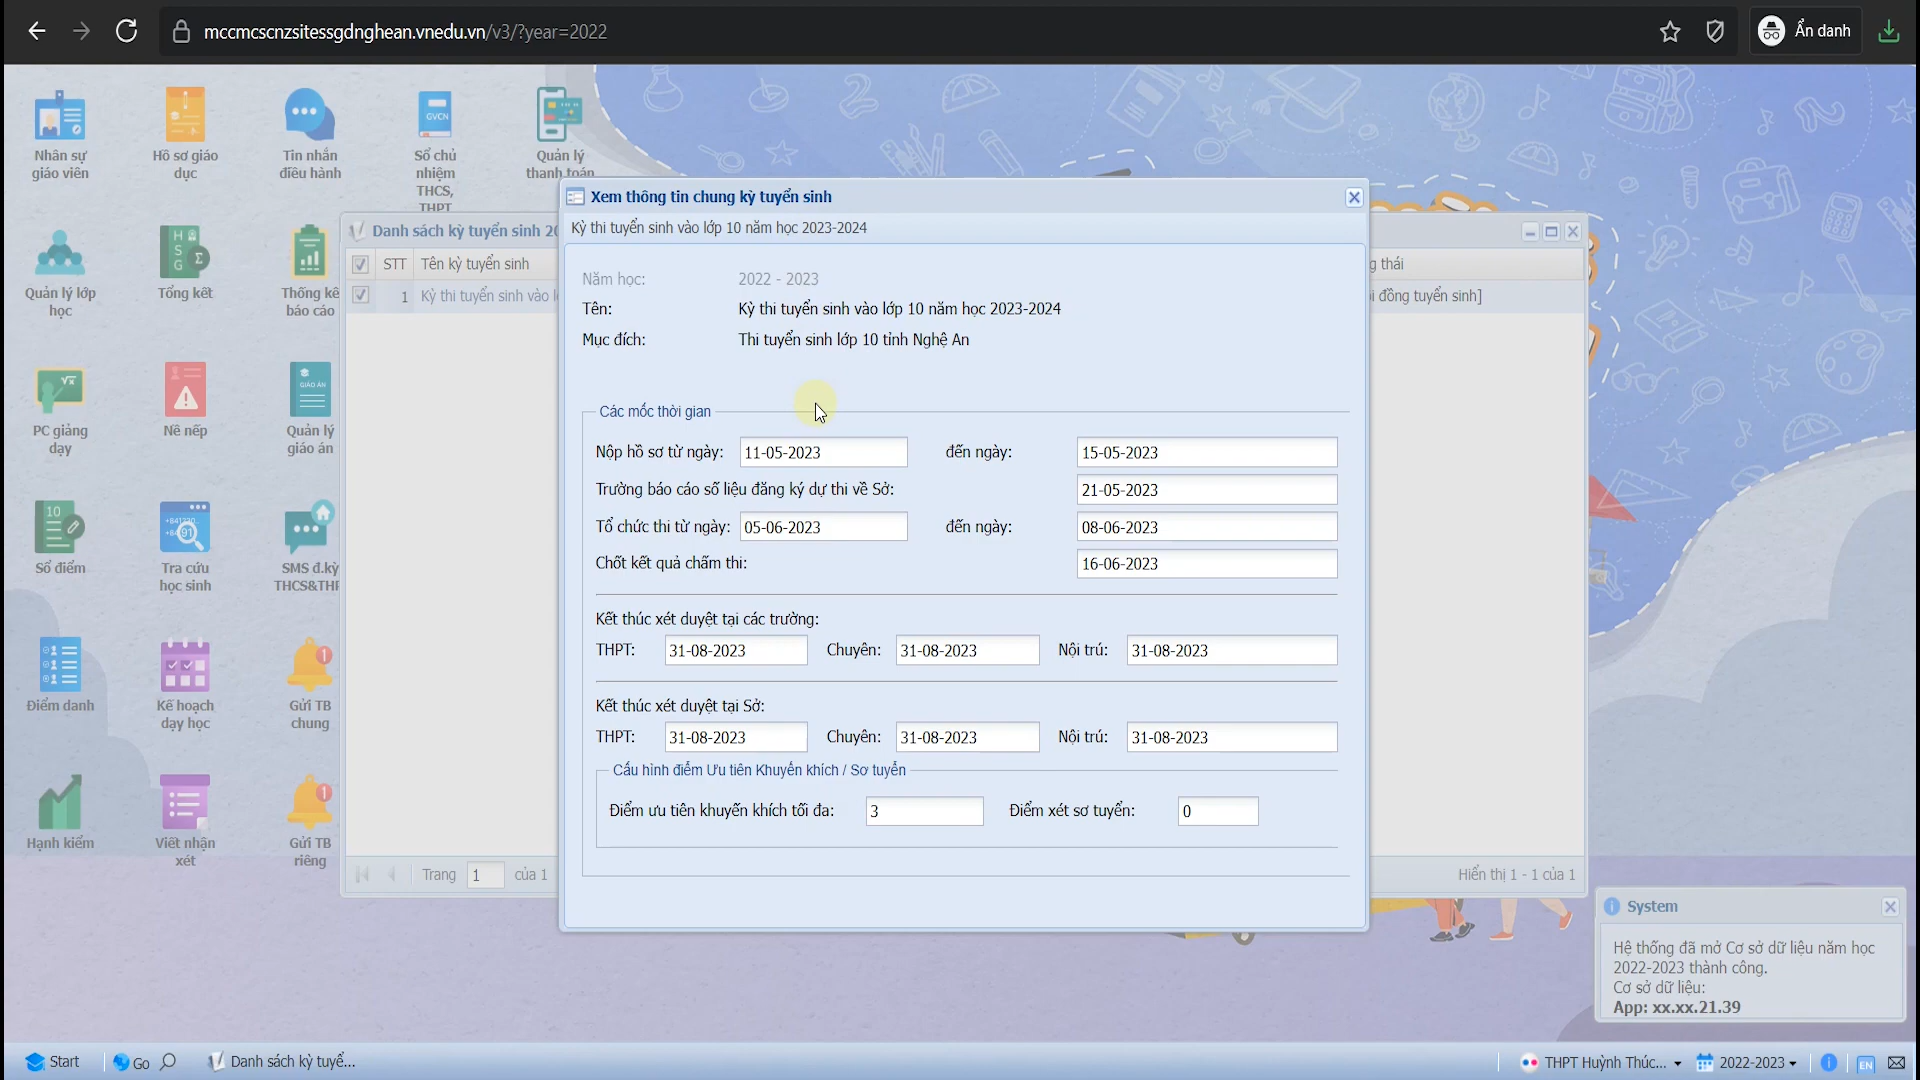 mccmcscnzsitessgdnghean.vnedu.vn/v3/?year=2022
Ẩn danh
Nhân sự
giáo viên
Hồ sơ giáo
dục
Tin nhắn
điều hành
GVCN
Sổ chủ
nhiệm
THCS,
THPT
Quản lý
thanh toán
Quản lý lớp
học
Tổng kết
Thống kê
báo cáo
PC giảng
dạy
Nề nếp
GIÁO ÁN
Quản lý
giáo án
Sổ điểm
Tra cứu
học sinh
SMS đ.ký
THCS&THP
Điểm danh
Kế hoạch
dạy học
Gửi TB
chung
Hạnh kiểm
Viết nhận
xét
Gửi TB
riêng
Danh sách kỳ tuyển sinh 20
STT Tên kỳ tuyển sinh
1 Kỳ thi tuyển sinh vào l
g thái
i đồng tuyển sinh]
Trang 1 của 1
Hiển thị 1 - 1 của 1
Xem thông tin chung kỳ tuyển sinh
Kỳ thi tuyển sinh vào lớp 10 năm học 2023-2024
Năm học: 2022 - 2023
Tên: Kỳ thi tuyển sinh vào lớp 10 năm học 2023-2024
Mục đích: Thi tuyển sinh lớp 10 tỉnh Nghệ An
Các mốc thời gian
Nộp hồ sơ từ ngày: 11-05-2023 đến ngày: 15-05-2023
Trường báo cáo số liệu đăng ký dự thi về Sở: 21-05-2023
Tổ chức thi từ ngày: 05-06-2023 đến ngày: 08-06-2023
Chốt kết quả chấm thi: 16-06-2023
Kết thúc xét duyệt tại các trường:
THPT: 31-08-2023 Chuyên: 31-08-2023 Nội trú: 31-08-2023
Kết thúc xét duyệt tại Sở:
THPT: 31-08-2023 Chuyên: 31-08-2023 Nội trú: 31-08-2023
Cấu hình điểm Ưu tiên Khuyến khích / Sơ tuyển
Điểm ưu tiên khuyến khích tối đa: 3 Điểm xét sơ tuyển: 0
System
Hệ thống đã mở Cơ sở dữ liệu năm học
2022-2023 thành công.
Cơ sở dữ liệu:
App: xx.xx.21.39
Start Go Danh sách kỳ tuyể... THPT Huỳnh Thúc... 2022-2023 EN